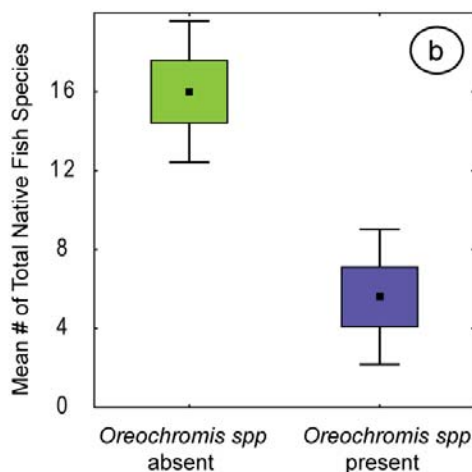 b
Mean # of Total Native Fish Species
16
12
8
4
0
Oreochromis spp
absent
Oreochromis spp
present